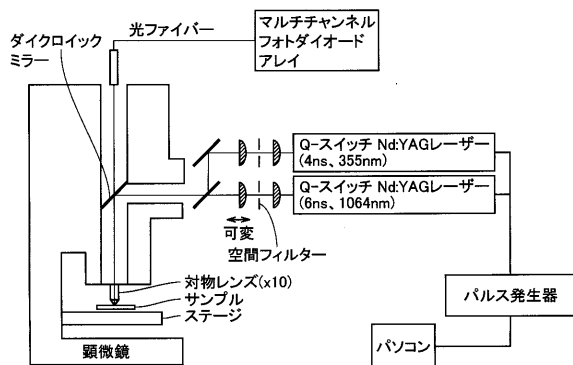 ダイクロイック
ミラー
光ファイバー
マルチチャンネル
フォトダイオード
アレイ
Q-スイッチ Nd:YAGレーザー
(4ns、355nm)
Q-スイッチ Nd:YAGレーザー
(6ns、1064nm)
可変
空間フィルター
対物レンズ(x10)
サンプル
ステージ
顕微鏡
パルス発生器
パソコン